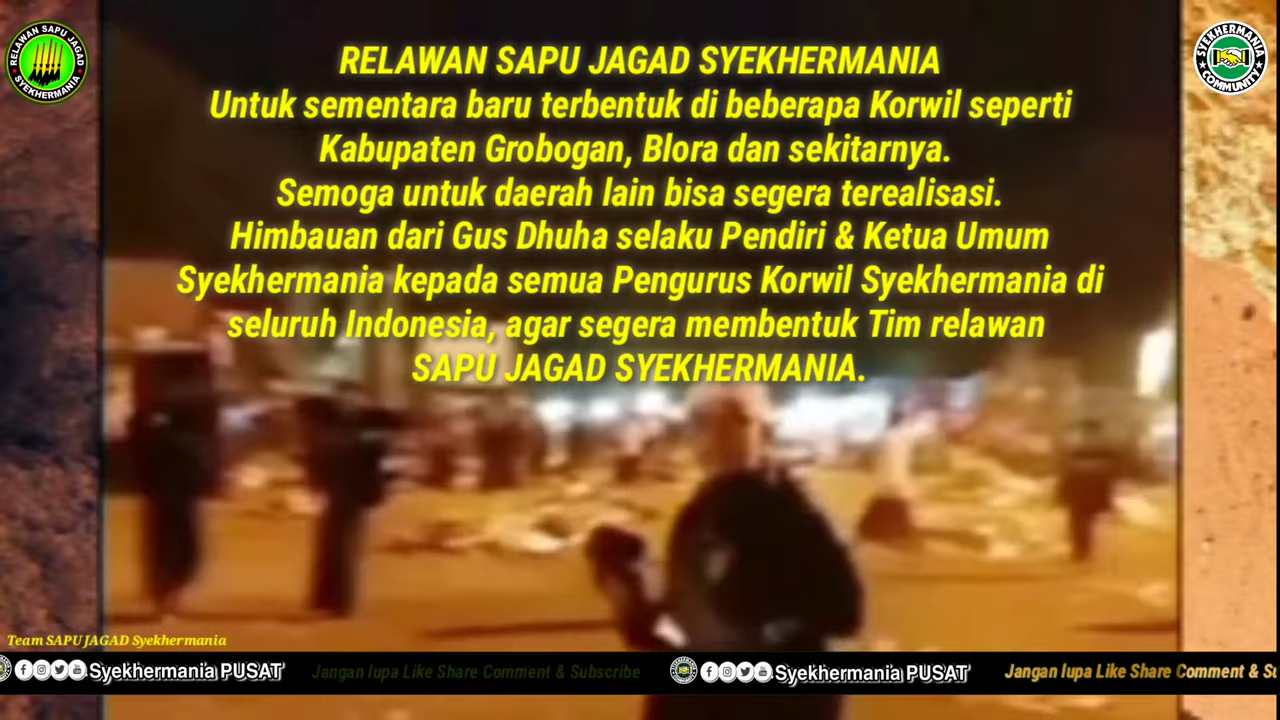 RELAWAN SAPU JAGAD SYEKHERMANIA
Untuk sementara baru terbentuk di beberapa Korwil seperti
Kabupaten Grobogan, Blora dan sekitarnya.
Semoga untuk daerah lain bisa segera terealisasi.
Himbauan dari Gus Dhuha selaku Pendiri & Ketua Umum
Syekhermania kepada semua Pengurus Korwil Syekhermania di
seluruh Indonesia, agar segera membentuk Tim relawan
SAPU JAGAD SYEKHERMANIA.
RELAWAN SAPU JAGAD
SYEKHERMANIA
SYEKHERMANIA
COMMUNITY
Team SAPU JAGAD Syekhermania
Syekhermania PUSAT
Jangan lupa Like Share Comment & Subscribe
Syekhermania PUSAT
Jangan lupa Like Share Comment & Su